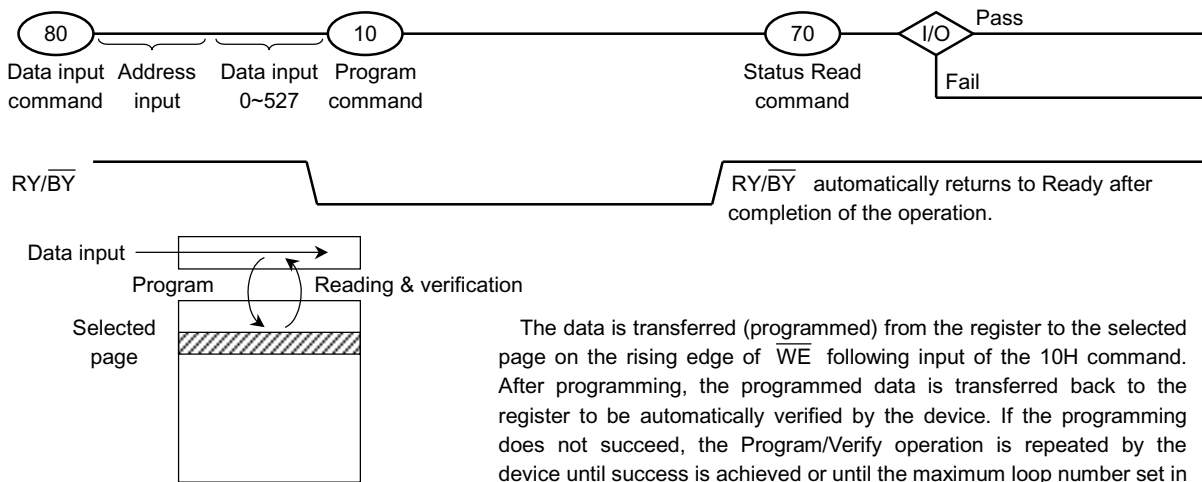 80 10 70 I/O Pass
Data input Address Data input Program Status Read Fail
command input 0~527 command command
RY/BY RY/BY automatically returns to Ready after
completion of the operation.
Data input
Program Reading & verification
Selected
page
The data is transferred (programmed) from the register to the selected
page on the rising edge of WE following input of the 10H command.
After programming, the programmed data is transferred back to the
register to be automatically verified by the device. If the programming
does not succeed, the Program/Verify operation is repeated by the
device until success is achieved or until the maximum loop number set in